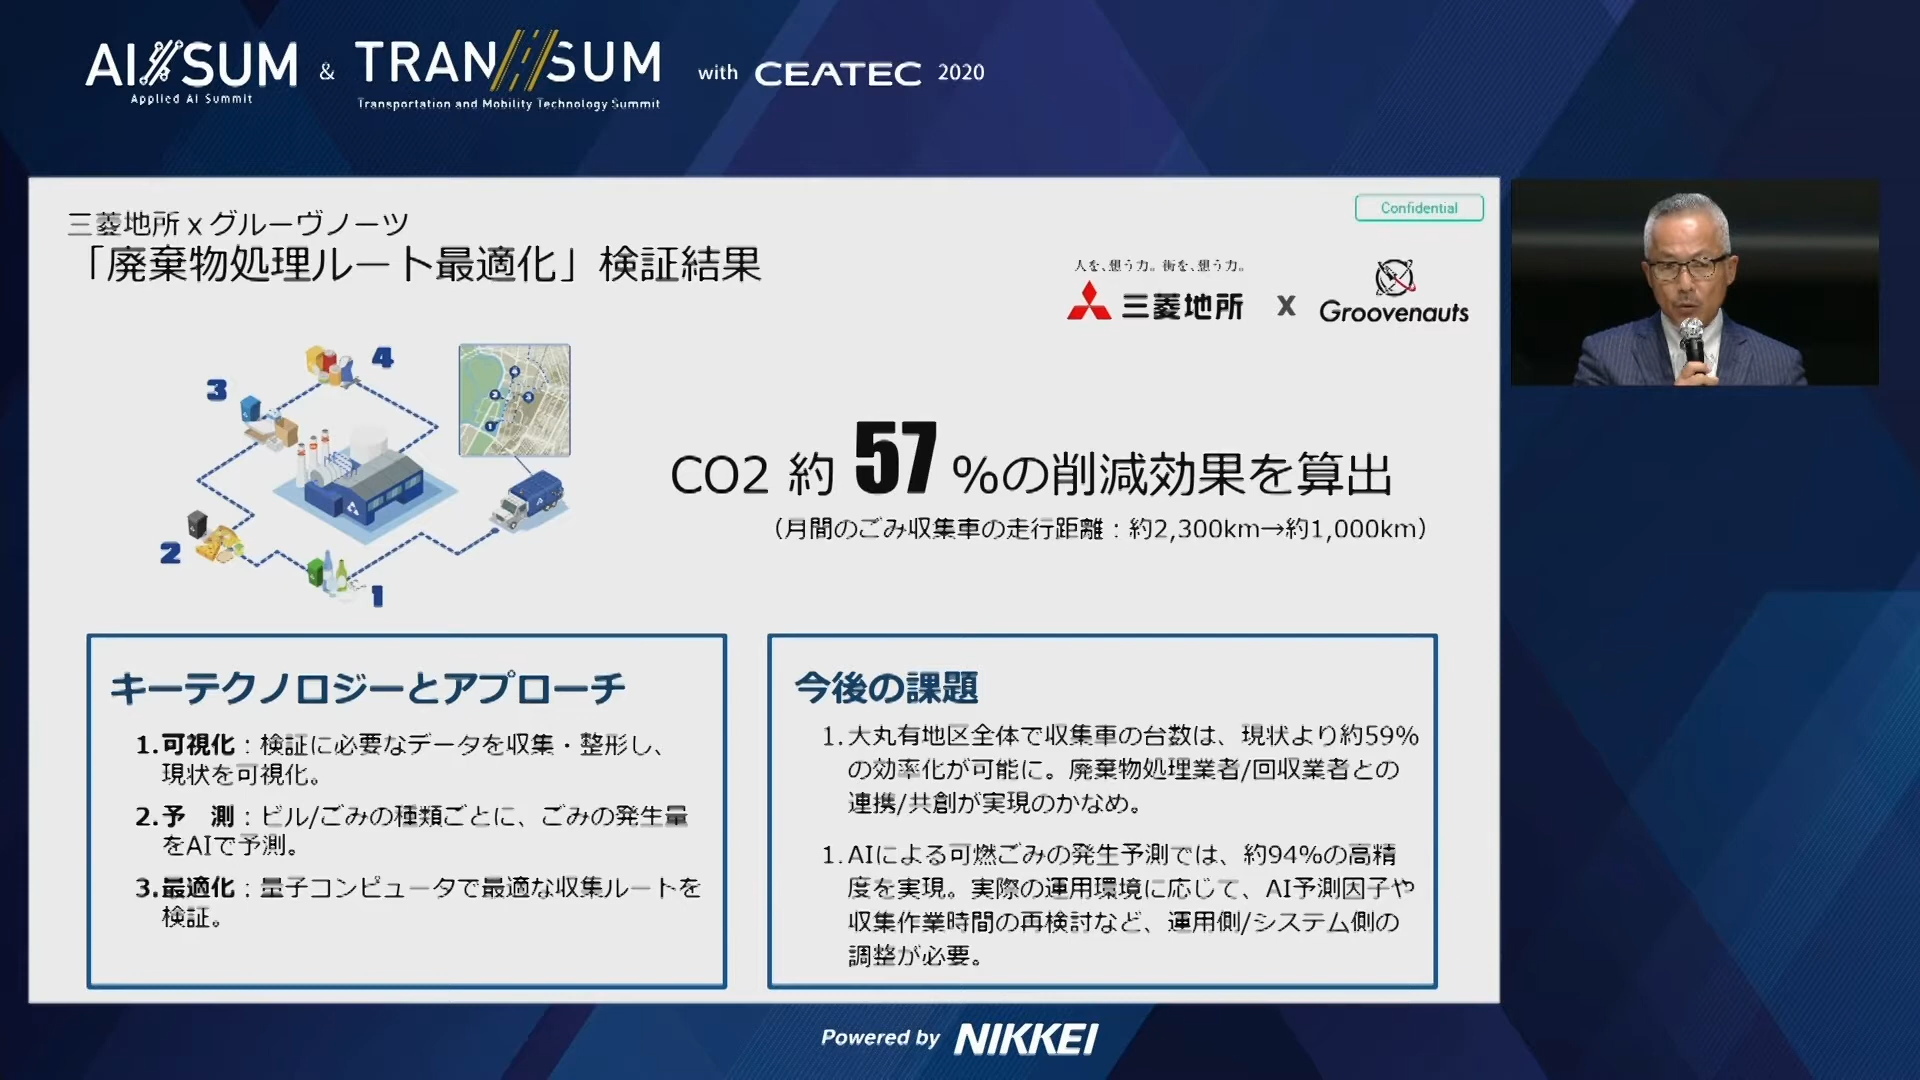 AI//SUM & TRAN//SUM with CEATEC 2020
Applied AI Summit
Transportation and Mobility Technology Summit
Confidential
三菱地所 x グルーヴノーツ
「廃棄物処理ルート最適化」検証結果
人を、想う力。街を、想う力。
三菱地所 X Groovenauts
4
3
2
1
4
2
3
1
CO2 約 57 %の削減効果を算出
（月間のごみ収集車の走行距離：約2,300km→約1,000km）
キーテクノロジーとアプローチ
1.可視化：検証に必要なデータを収集・整形し、
現状を可視化。
2.予　測：ビル/ごみの種類ごとに、ごみの発生量
をAIで予測。
3.最適化：量子コンピュータで最適な収集ルートを
検証。
今後の課題
1. 大丸有地区全体で収集車の台数は、現状より約59%
の効率化が可能に。廃棄物処理業者/回収業者との
連携/共創が実現のかなめ。
1. AIによる可燃ごみの発生予測では、約94%の高精
度を実現。実際の運用環境に応じて、AI予測因子や
収集作業時間の再検討など、運用側/システム側の
調整が必要。
Powered by NIKKEI